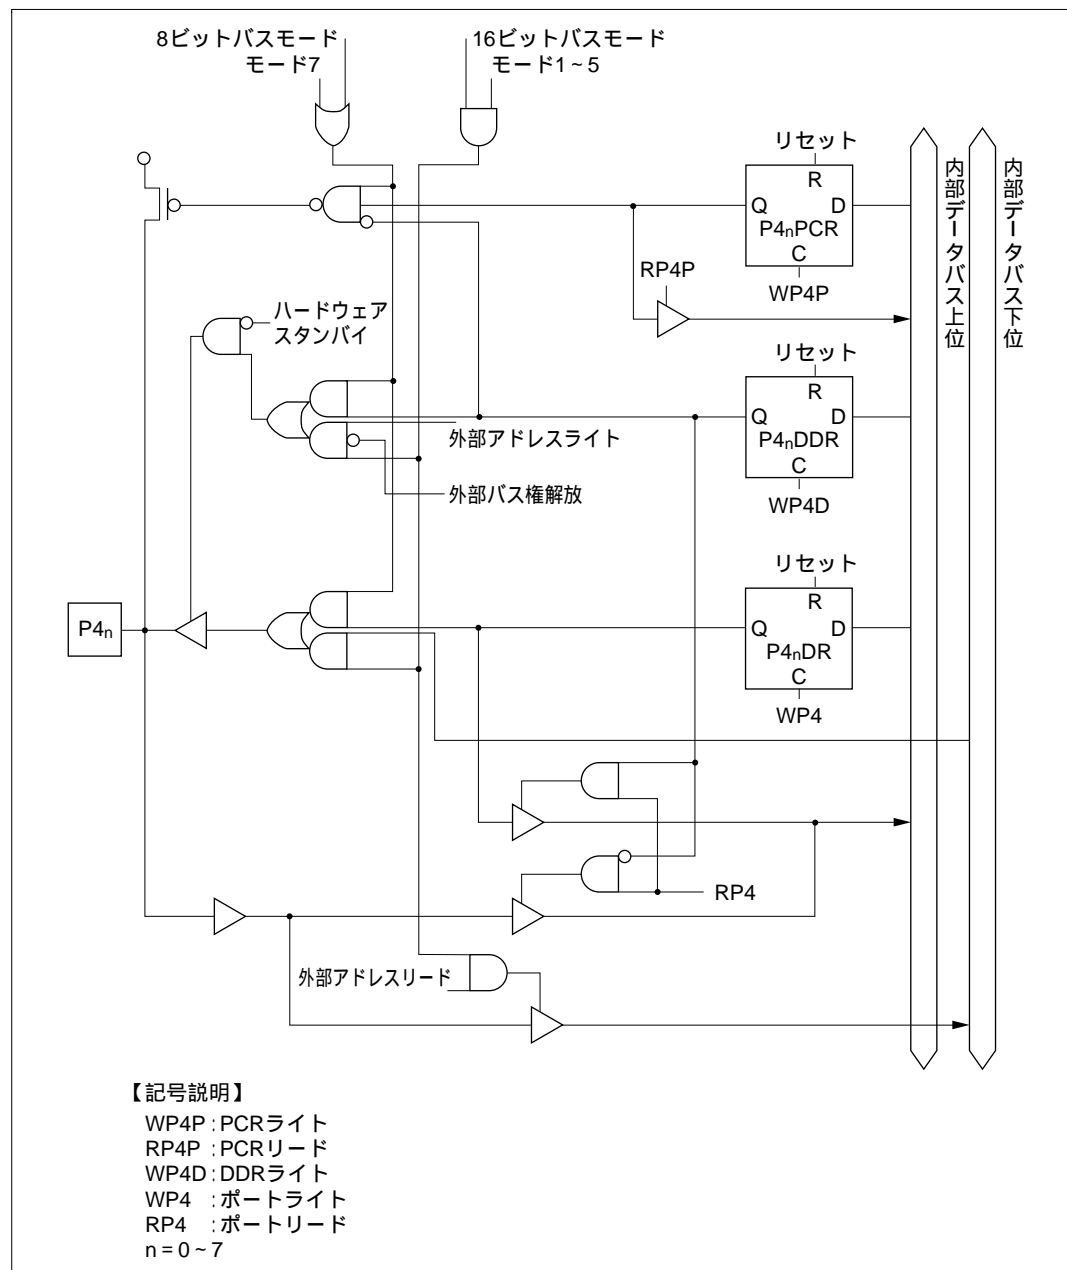 8ビットバスモード
モード7
16ビットバスモード
モード1~5
リセット
R
Q
D
P4nPCR
C
WP4P
RP4P
内部データバス上位
内部データバス下位
ハードウェア
スタンバイ
リセット
R
Q
D
P4nDDR
C
WP4D
外部アドレスライト
外部バス権解放
リセット
R
Q
D
P4nDR
C
WP4
P4n
RP4
外部アドレスリード
【記号説明】
WP4P : PCRライト
RP4P : PCRリード
WP4D : DDRライト
WP4 : ポートライト
RP4 : ポートリード
n = 0~7